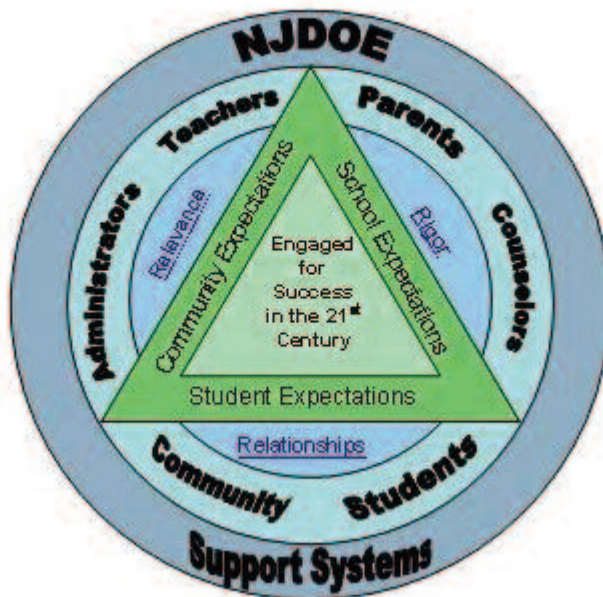 NJDOE
Teachers
Parents
Administrators
Counselors
Relevance
Rigor
Community Expectations
School Expectations
Engaged
for
Success
in the 21st
Century
Student Expectations
Relationships
Community
Students
Support Systems